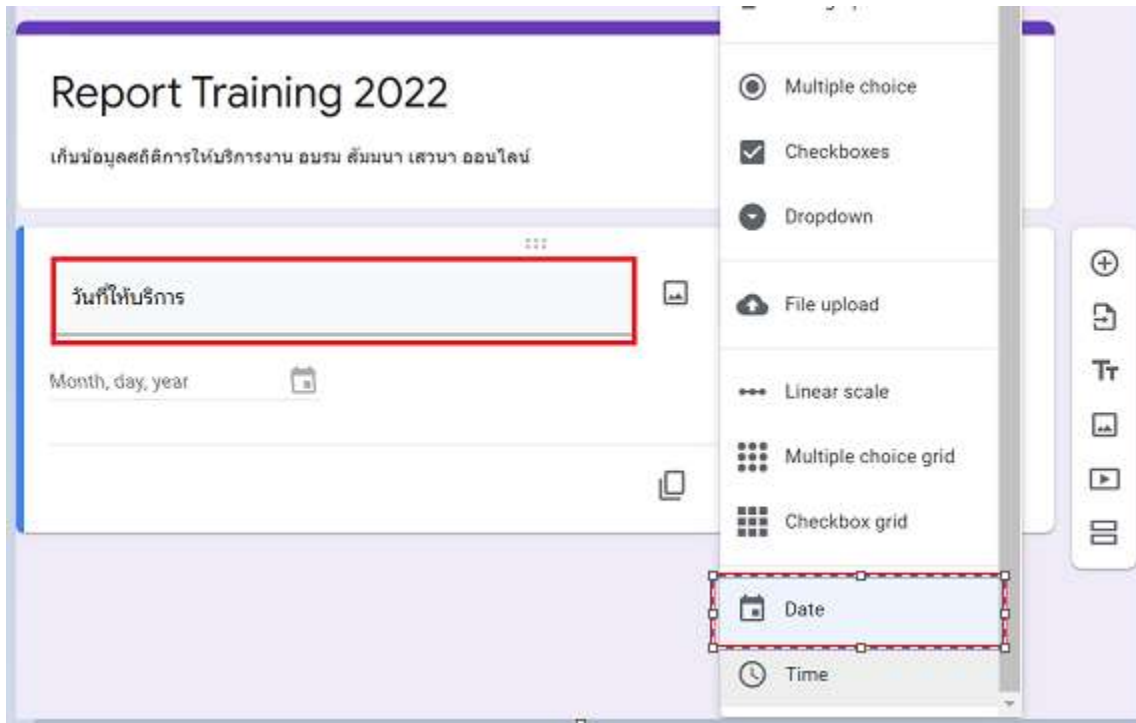 Report Training 2022
เก็บข้อมูลสถิติการให้บริการงาน อบรม สัมมนา เสวนา ออนไลน์
วันที่ให้บริการ
Month, day, year
Multiple choice
Checkboxes
Dropdown
File upload
Linear scale
Multiple choice grid
Checkbox grid
Date
Time